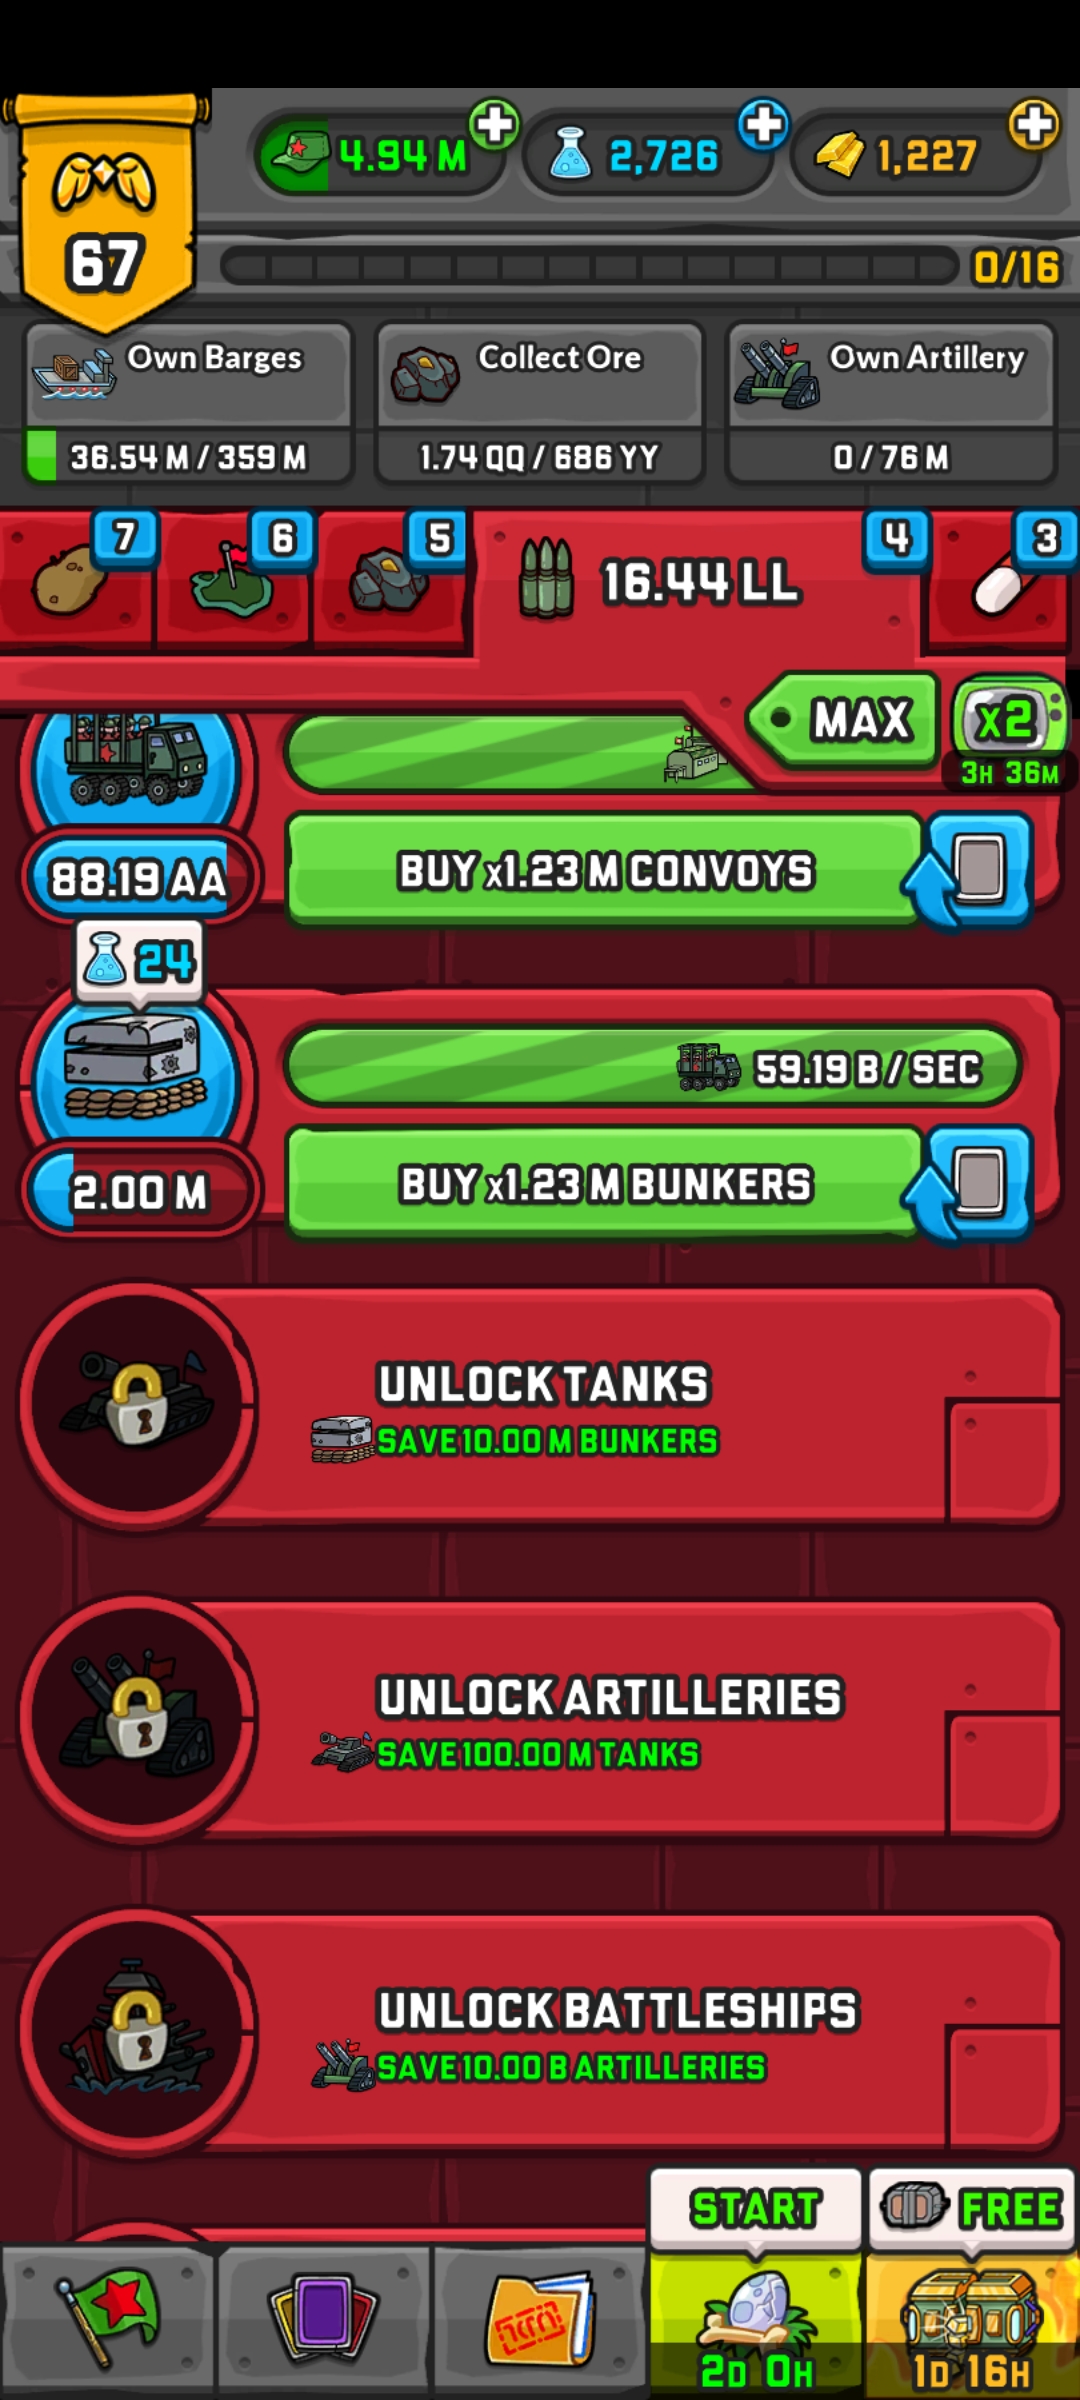 4.94 M
2,726
1,227
67
0/16
Own Barges
Collect Ore
Own Artillery
36.54 M / 359 M
1.74 QQ / 686 YY
0 / 76 M
7
6
5
16.44 LL
4
3
MAX
x2
3H 36M
88.19 AA
BUY x1.23 M CONVOYS
24
59.19 B / SEC
2.00 M
BUY x1.23 M BUNKERS
UNLOCK TANKS
SAVE 10.00 M BUNKERS
UNLOCK ARTILLERIES
SAVE 100.00 M TANKS
UNLOCK BATTLESHIPS
SAVE 10.00 B ARTILLERIES
START
FREE
2D 0H
1D 16H